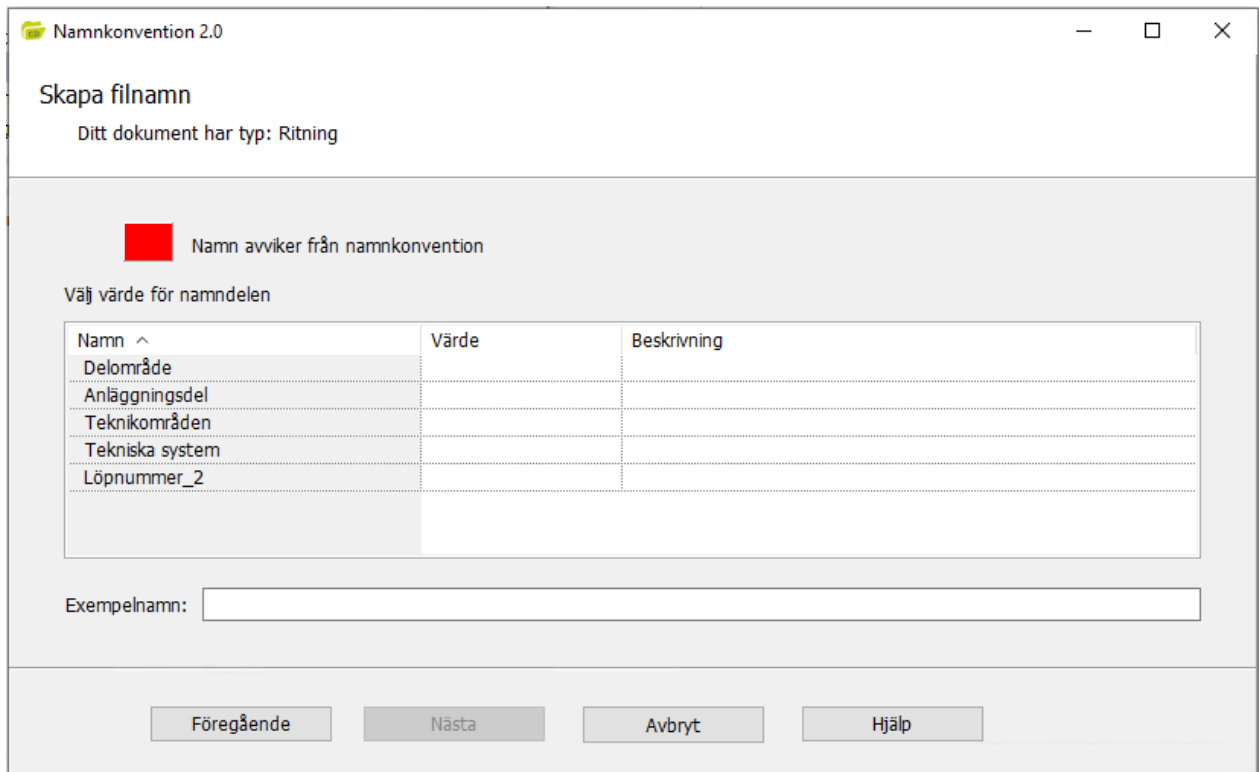 Namnkonvention 2.0
Skapa filnamn
Ditt dokument har typ: Ritning
Namn avviker från namnkonvention
Välj värde för namndelen
Namn Värde Beskrivning
Delområde
Anläggningsdel
Teknikområden
Tekniska system
Löpnummer_2
Exempelnamn:
Föregående Nästa Avbryt Hjälp